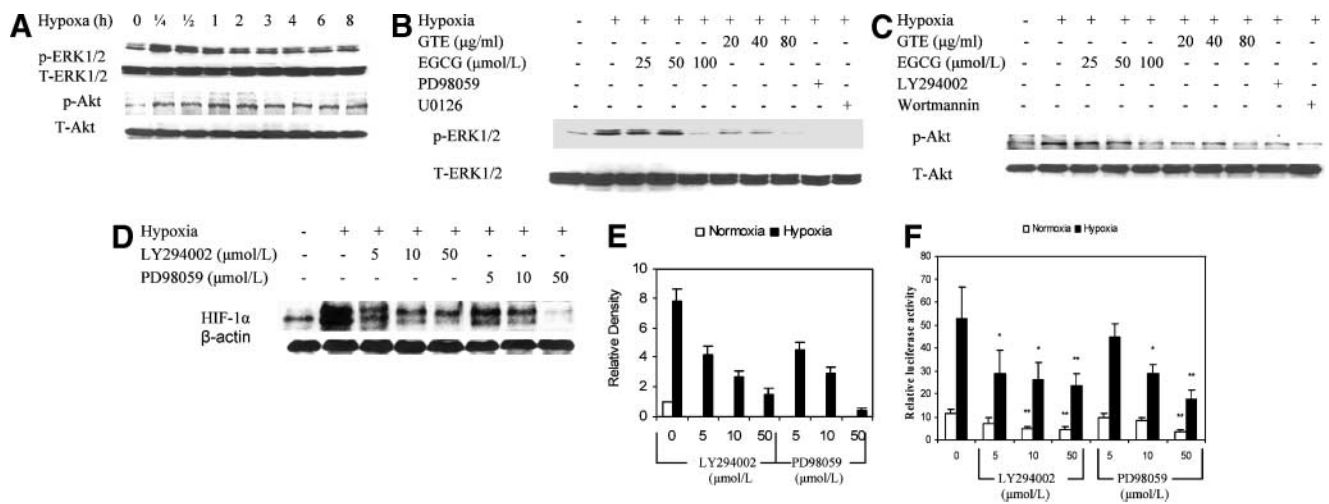 A
Hypoxa (h) 0 ¼ ½ 1 2 3 4 6 8
p-ERK1/2
T-ERK1/2
p-Akt
T-Akt
B
Hypoxia - + + + + + + + + +
GTE (μg/ml) - - - - - 20 40 80 - -
EGCG (μmol/L) - - 25 50 100 - - - - -
PD98059 - - - - - - - - + -
U0126 - - - - - - - - - +
p-ERK1/2
T-ERK1/2
C
Hypoxia - + + + + + + + + +
GTE (μg/ml) - - - - - 20 40 80 - -
EGCG (μmol/L) - - 25 50 100 - - - - -
LY294002 - - - - - - - - + -
Wortmannin - - - - - - - - - +
p-Akt
T-Akt
D
Hypoxia - + + + + + + +
LY294002 (μmol/L) - - 5 10 50 - - -
PD98059 (μmol/L) - - - - - 5 10 50
HIF-1α
β-actin
E
Normoxia Hypoxia
Relative Density
10
8
6
4
2
0
0 5 10 50 5 10 50
LY294002 PD98059
(μmol/L (μmol/L)
F
Normoxia Hypoxia
Relative luciferase activity
80
70
60
50
40
30
20
10
0
* * ** * **
** ** **
0 5 10 50 5 10 50
LY294002 PD98059
(μmol/L) (μmol/L)